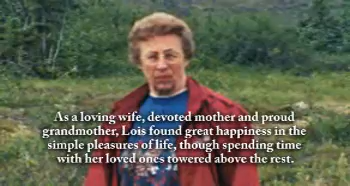 As a loving wife, devoted mother and proud
grandmother, Lois found great happiness in the
simple pleasures of life, though spending time
with her loved ones towered above the rest.